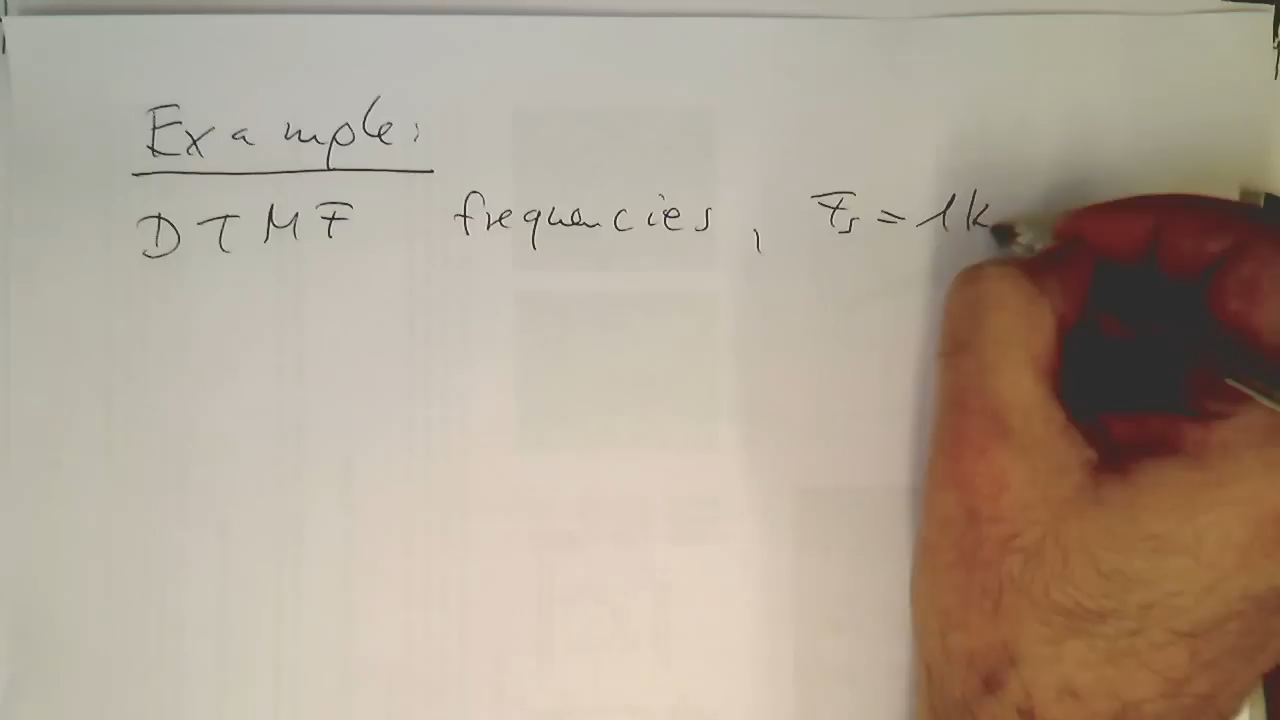 Example:
DTMF frequencies, Fs = 1k